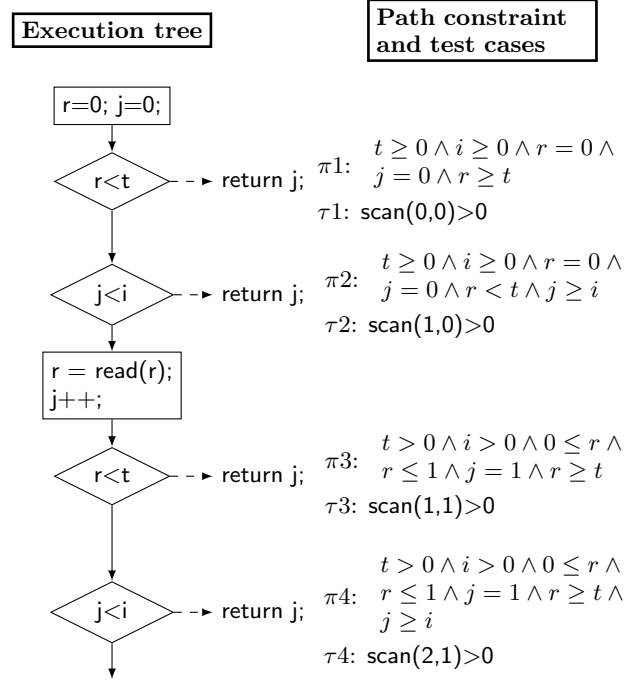 Execution tree
Path constraint
and test cases
r=0; j=0;
r<t
return j;
π1:
t ≥ 0 ∧ i ≥ 0 ∧ r = 0 ∧
j = 0 ∧ r ≥ t
τ1: scan(0,0)>0
j<i
return j;
π2:
t ≥ 0 ∧ i ≥ 0 ∧ r = 0 ∧
j = 0 ∧ r < t ∧ j ≥ i
τ2: scan(1,0)>0
r = read(r);
j++;
r<t
return j;
π3:
t > 0 ∧ i > 0 ∧ 0 ≤ r ∧
r ≤ 1 ∧ j = 1 ∧ r ≥ t
τ3: scan(1,1)>0
j<i
return j;
π4:
t > 0 ∧ i > 0 ∧ 0 ≤ r ∧
r ≤ 1 ∧ j = 1 ∧ r ≥ t ∧
j ≥ i
τ4: scan(2,1)>0